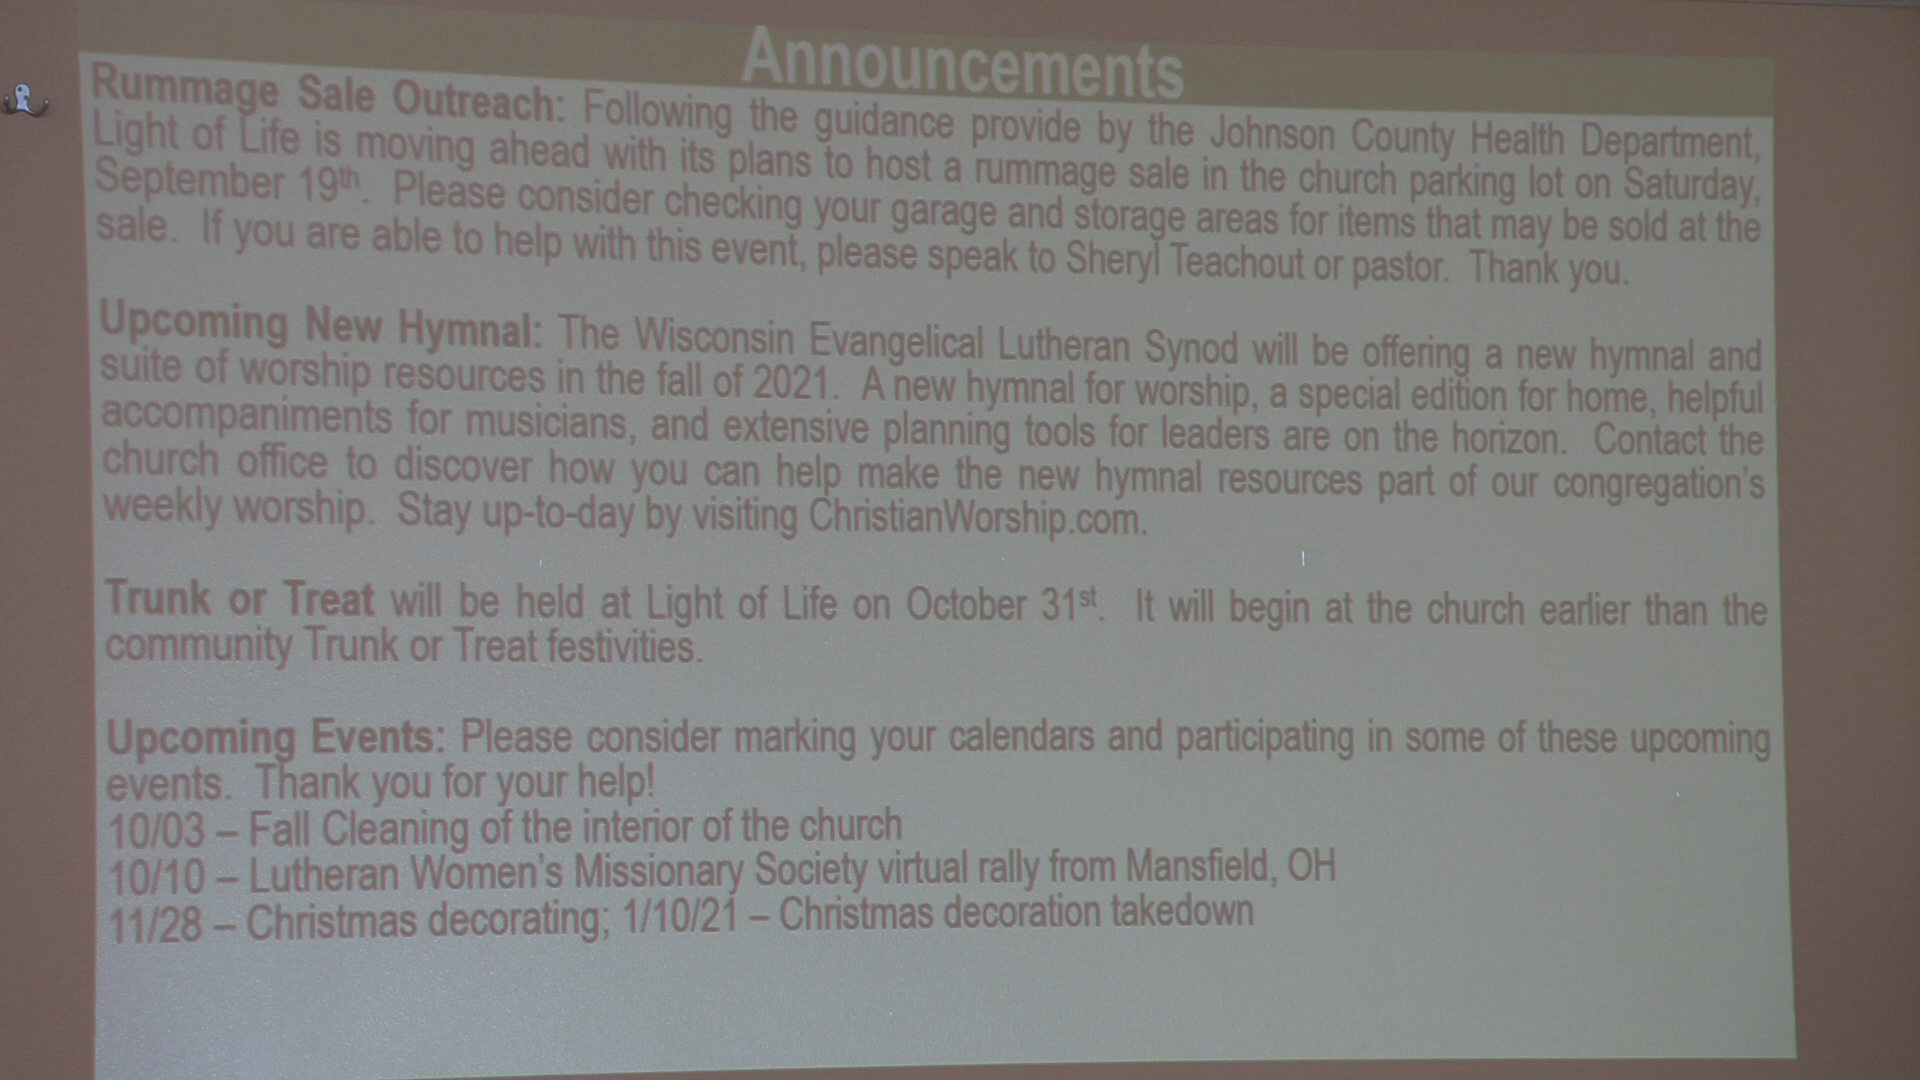 Announcements
Rummage Sale Outreach: Following the guidance provide by the Johnson County Health Department,
Light of Life is moving ahead with its plans to host a rummage sale in the church parking lot on Saturday,
September 19th. Please consider checking your garage and storage areas for items that may be sold at the
sale. If you are able to help with this event, please speak to Sheryl Teachout or pastor. Thank you.
Upcoming New Hymnal: The Wisconsin Evangelical Lutheran Synod will be offering a new hymnal and
suite of worship resources in the fall of 2021. A new hymnal for worship, a special edition for home, helpful
accompaniments for musicians, and extensive planning tools for leaders are on the horizon. Contact the
church office to discover how you can help make the new hymnal resources part of our congregation's
weekly worship. Stay up-to-day by visiting ChristianWorship.com.
Trunk or Treat will be held at Light of Life on October 31st. It will begin at the church earlier than the
community Trunk or Treat festivities.
Upcoming Events: Please consider marking your calendars and participating in some of these upcoming
events. Thank you for your help!
10/03 – Fall Cleaning of the interior of the church
10/10 – Lutheran Women's Missionary Society virtual rally from Mansfield, OH
11/28 – Christmas decorating; 1/10/21 – Christmas decoration takedown